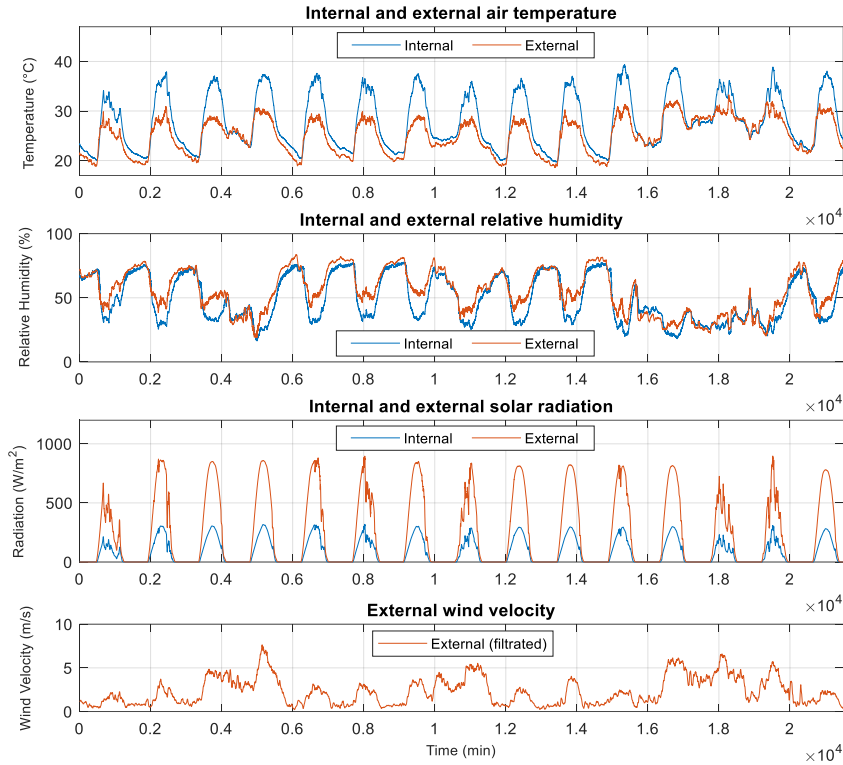 Internal and external air temperature
Internal External
Temperature (°C)
40
30
20
0 0.2 0.4 0.6 0.8 1 1.2 1.4 1.6 1.8 2
×10^4
Internal and external relative humidity
Relative Humidity (%)
100
50
0
Internal External
0 0.2 0.4 0.6 0.8 1 1.2 1.4 1.6 1.8 2
×10^4
Internal and external solar radiation
Internal External
Radiation (W/m^2)
1000
500
0
0 0.2 0.4 0.6 0.8 1 1.2 1.4 1.6 1.8 2
×10^4
External wind velocity
External (filtrated)
Wind Velocity (m/s)
10
5
0
0 0.2 0.4 0.6 0.8 1 1.2 1.4 1.6 1.8 2
Time (min)
×10^4